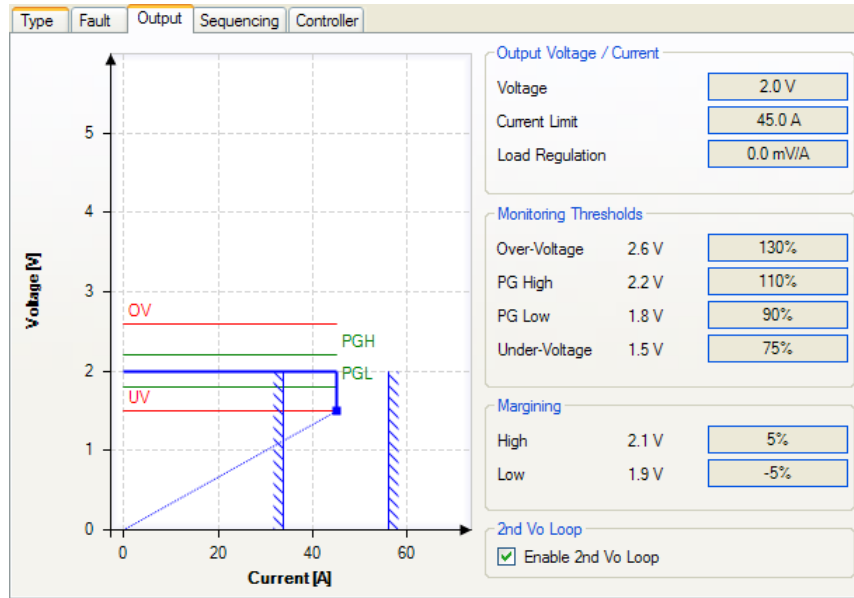 Type Fault Output Sequencing Controller
Voltage [V]
5
4
3
2
1
0
OV
PGH
PGL
UV
0 20 40 60
Current [A]
Output Voltage / Current
Voltage 2.0 V
Current Limit 45.0 A
Load Regulation 0.0 mV/A
Monitoring Thresholds
Over-Voltage 2.6 V 130%
PG High 2.2 V 110%
PG Low 1.8 V 90%
Under-Voltage 1.5 V 75%
Margining
High 2.1 V 5%
Low 1.9 V -5%
2nd Vo Loop
Enable 2nd Vo Loop